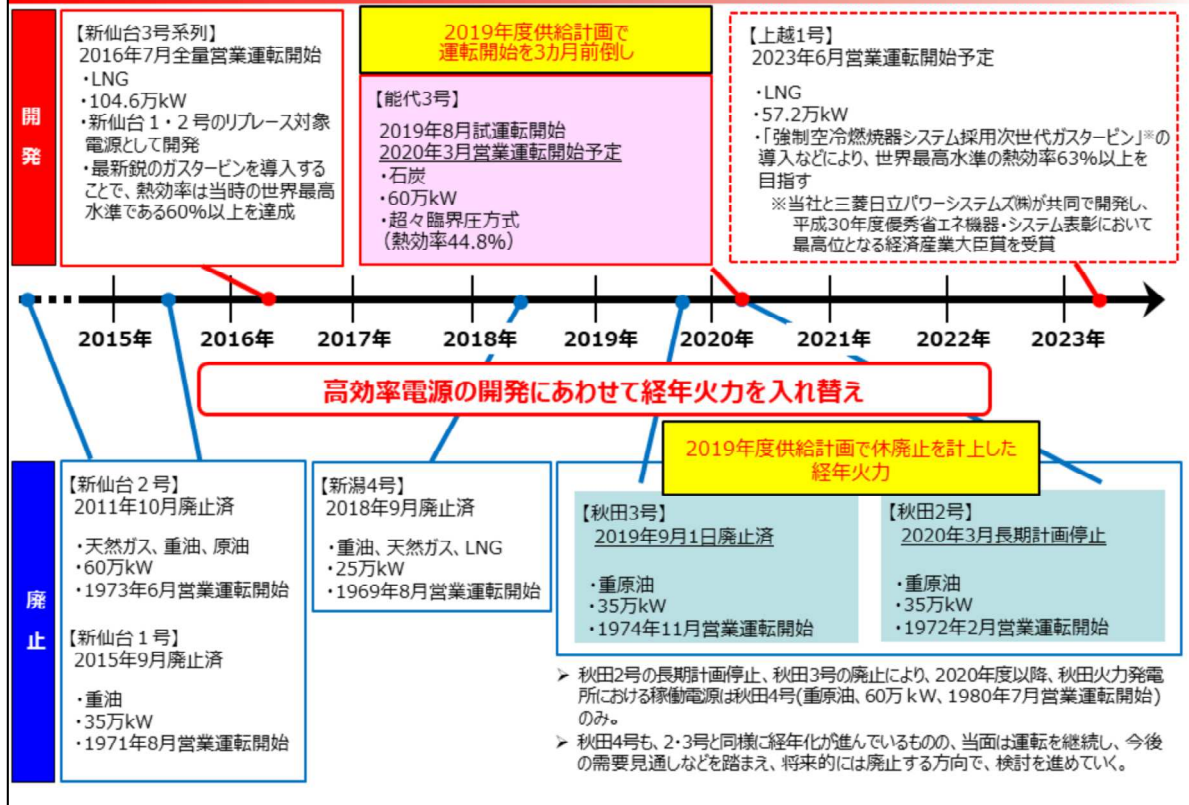 開
発
【新仙台3号系列】
2016年7月全量営業運転開始
・LNG
・104.6万kW
・新仙台1・2号のリプレース対象
電源として開発
・最新鋭のガスタービンを導入する
ことで、熱効率は当時の世界最高
水準である60%以上を達成
2019年度供給計画で
運転開始を3カ月前倒し
【能代3号】
2019年8月試運転開始
2020年3月営業運転開始予定
・石炭
・60万kW
・超々臨界圧方式
(熱効率44.8%)
【上越1号】
2023年6月営業運転開始予定
・LNG
・57.2万kW
・「強制空冷燃焼器システム採用次世代ガスタービン」※の
導入などにより、世界最高水準の熱効率63%以上を
目指す
※当社と三菱日立パワーシステムズ㈱が共同で開発し、
平成30年度優秀省エネ機器・システム表彰において
最高位となる経済産業大臣賞を受賞
2015年 2016年 2017年 2018年 2019年 2020年 2021年 2022年 2023年
高効率電源の開発にあわせて経年火力を入れ替え
廃
止
【新仙台2号】
2011年10月廃止済
・天然ガス、重油、原油
・60万kW
・1973年6月営業運転開始
【新仙台1号】
2015年9月廃止済
・重油
・35万kW
・1971年8月営業運転開始
【新潟4号】
2018年9月廃止済
・重油、天然ガス、LNG
・25万kW
・1969年8月営業運転開始
2019年度供給計画で休廃止を計上した
経年火力
【秋田3号】
2019年9月1日廃止済
・重原油
・35万kW
・1974年11月営業運転開始
【秋田2号】
2020年3月長期計画停止
・重原油
・35万kW
・1972年2月営業運転開始
➢ 秋田2号の長期計画停止、秋田3号の廃止により、2020年度以降、秋田火力発電
所における稼働電源は秋田4号(重原油、60万kW、1980年7月営業運転開始)
のみ。
➢ 秋田4号も、2・3号と同様に経年化が進んでいるものの、当面は運転を継続し、今後
の需要見通しなどを踏まえ、将来的には廃止する方向で、検討を進めていく。